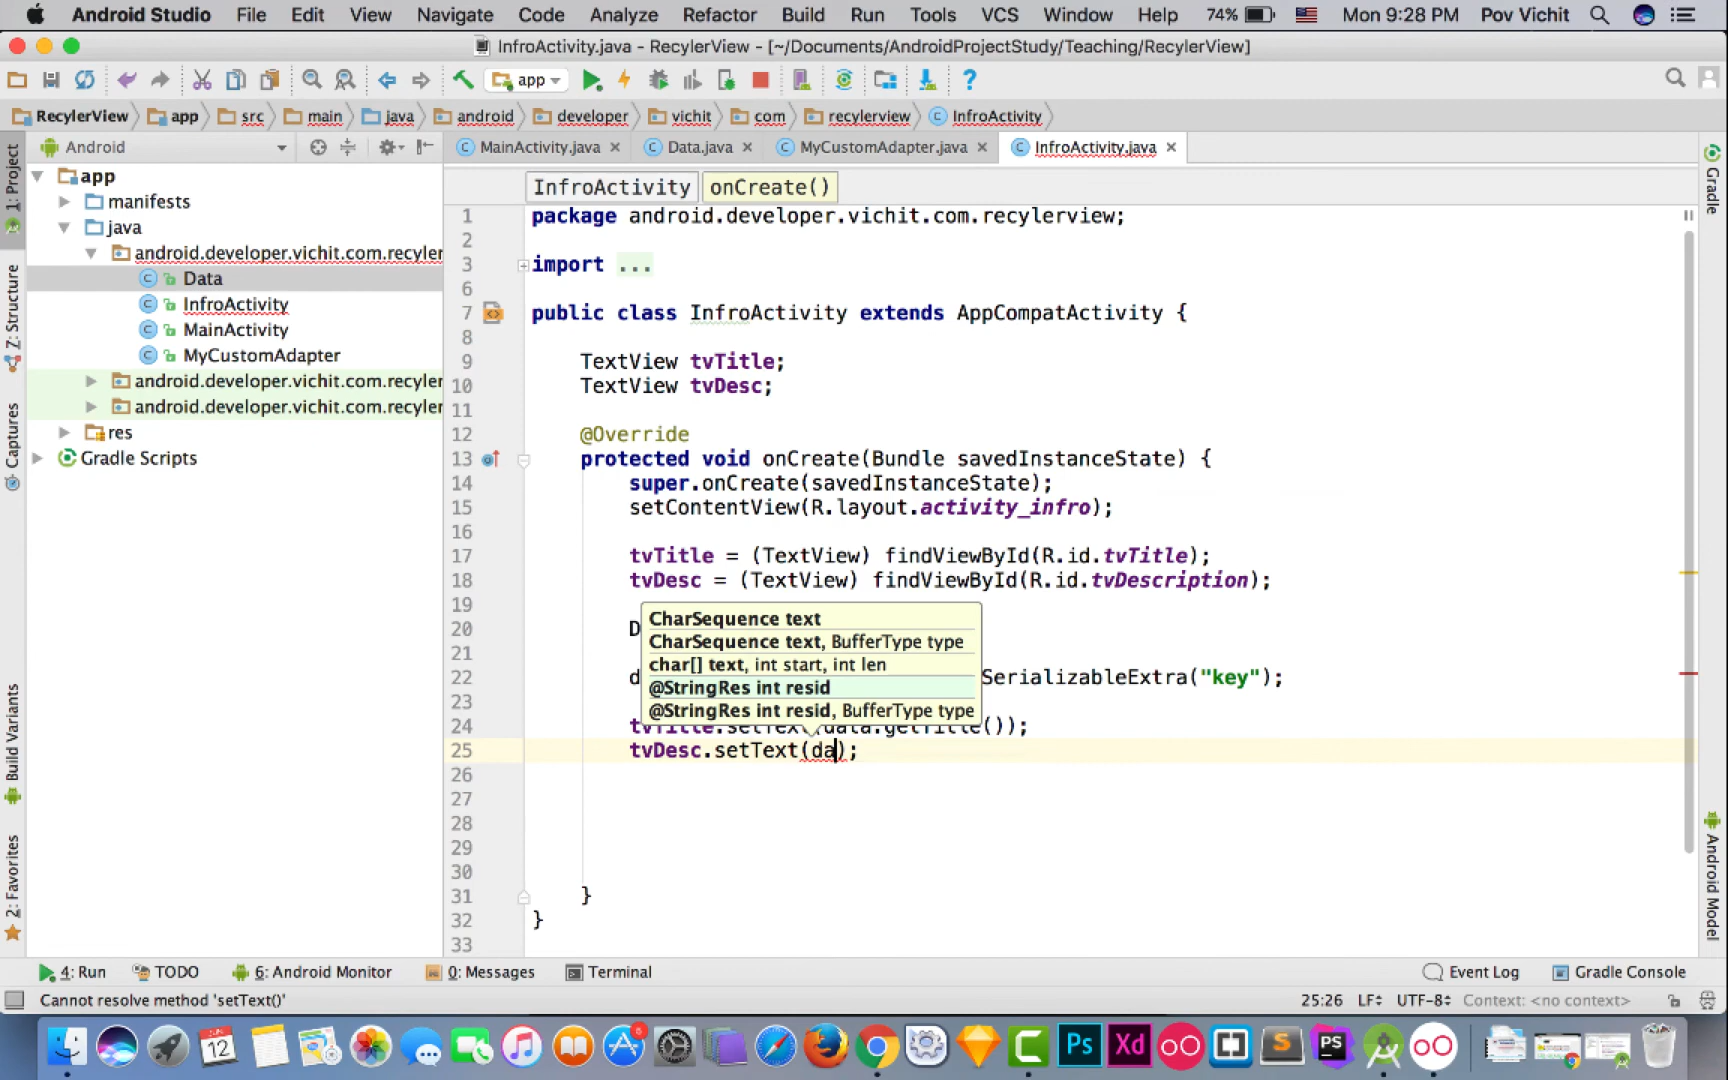 Android Studio File Edit View Navigate Code Analyze Refactor Build Run Tools VCS Window Help 74% Mon 9:28 PM Pov Vichit
InfroActivity.java - RecylerView - [~/Documents/AndroidProjectStudy/Teaching/RecylerView]
app
RecylerView app src main java android developer vichit com recylerview InfroActivity
Android
MainActivity.java Data.java MyCustomAdapter.java InfroActivity.java
InfroActivity onCreate()
1: Project
Z: Structure
Captures
Build Variants
2: Favorites
app
manifests
java
android.developer.vichit.com.recyler
Data
InfroActivity
MainActivity
MyCustomAdapter
android.developer.vichit.com.recyler
android.developer.vichit.com.recyler
res
Gradle Scripts
1 package android.developer.vichit.com.recylerview;
2
3 import ...
6
7 public class InfroActivity extends AppCompatActivity {
8
9 TextView tvTitle;
10 TextView tvDesc;
11
12 @Override
13 protected void onCreate(Bundle savedInstanceState) {
14 super.onCreate(savedInstanceState);
15 setContentView(R.layout.activity_infro);
16
17 tvTitle = (TextView) findViewById(R.id.tvTitle);
18 tvDesc = (TextView) findViewById(R.id.tvDescription);
19
CharSequence text
20 D
CharSequence text, BufferType type
21
char[] text, int start, int len
22 d SerializableExtra("key");
@StringRes int resid
23
@StringRes int resid, BufferType type
24 tvTitle.setText(data.getTitle());
25 tvDesc.setText(da);
26
27
28
29
30
31 }
32 }
33
Gradle
Android Model
4: Run TODO 6: Android Monitor 0: Messages Terminal Event Log Gradle Console
Cannot resolve method 'setText()' 25:26 LF UTF-8 Context: <no context>
JUN
12
6
Ps
Xd
S
PS